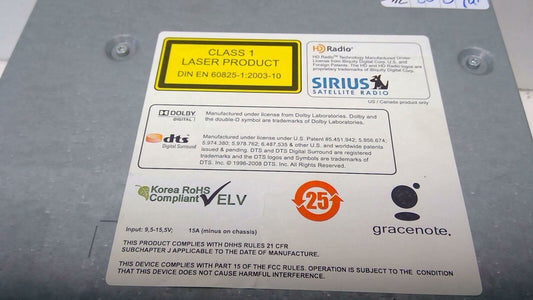 CLASS 1
LASER PRODUCT
DIN EN 60825-1:2003-10
HD Radio
HD Radio™ Technology Manufactured Under
License from iBiquity Digital Corp. U.S. and
Foreign Patents. The HD and HD Radio logos are
proprietary trademarks of iBiquity Digital Corp.
SIRIUS
SATELLITE RADIO
US / Canada product only
DOLBY
DIGITAL
Manufactured under license from Dolby Laboratories. Dolby and
the double-D symbol are trademarks of Dolby Laboratories.
dts
Digital Surround
Manufactured under license under U.S. Patent #5,451,942; 5,956,674;
5,974,380; 5,978,762; 6,487,535 & other U.S. and worldwide patents
issued & pending. DTS and DTS Digital Surround are registered
trademarks and the DTS logos and Symbols are trademarks of
DTS, Inc. © 1996-2008 DTS, Inc. All Rights Reserved.
Korea RoHS
Compliant
ELV
25
gracenote.
Input: 9,5-15,5V; 15A (minus on chassis)
THIS PRODUCT COMPLIES WITH DHHS RULES 21 CFR
SUBCHAPTER J APPLICABLE TO THE DATE OF MANUFACTURE.
THIS DEVICE COMPLIES WITH PART 15 OF THE FCC RULES. OPERATION IS SUBJECT TO THE CONDITION
THAT THIS DEVICE DOES NOT CAUSE HARMFUL INTERFERENCE.